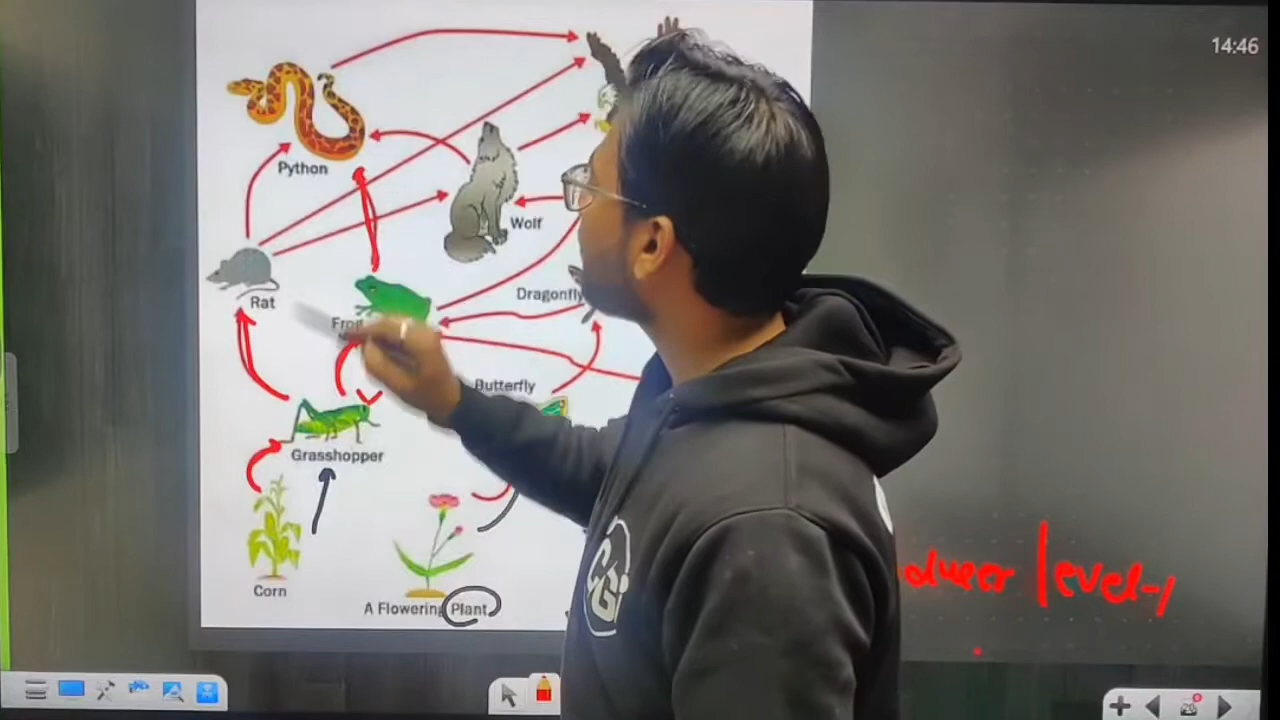 14:46
Python
Wolf
Rat
Dragonfly
Butterfly
Grasshopper
Corn
A Flowering Plant
level-1